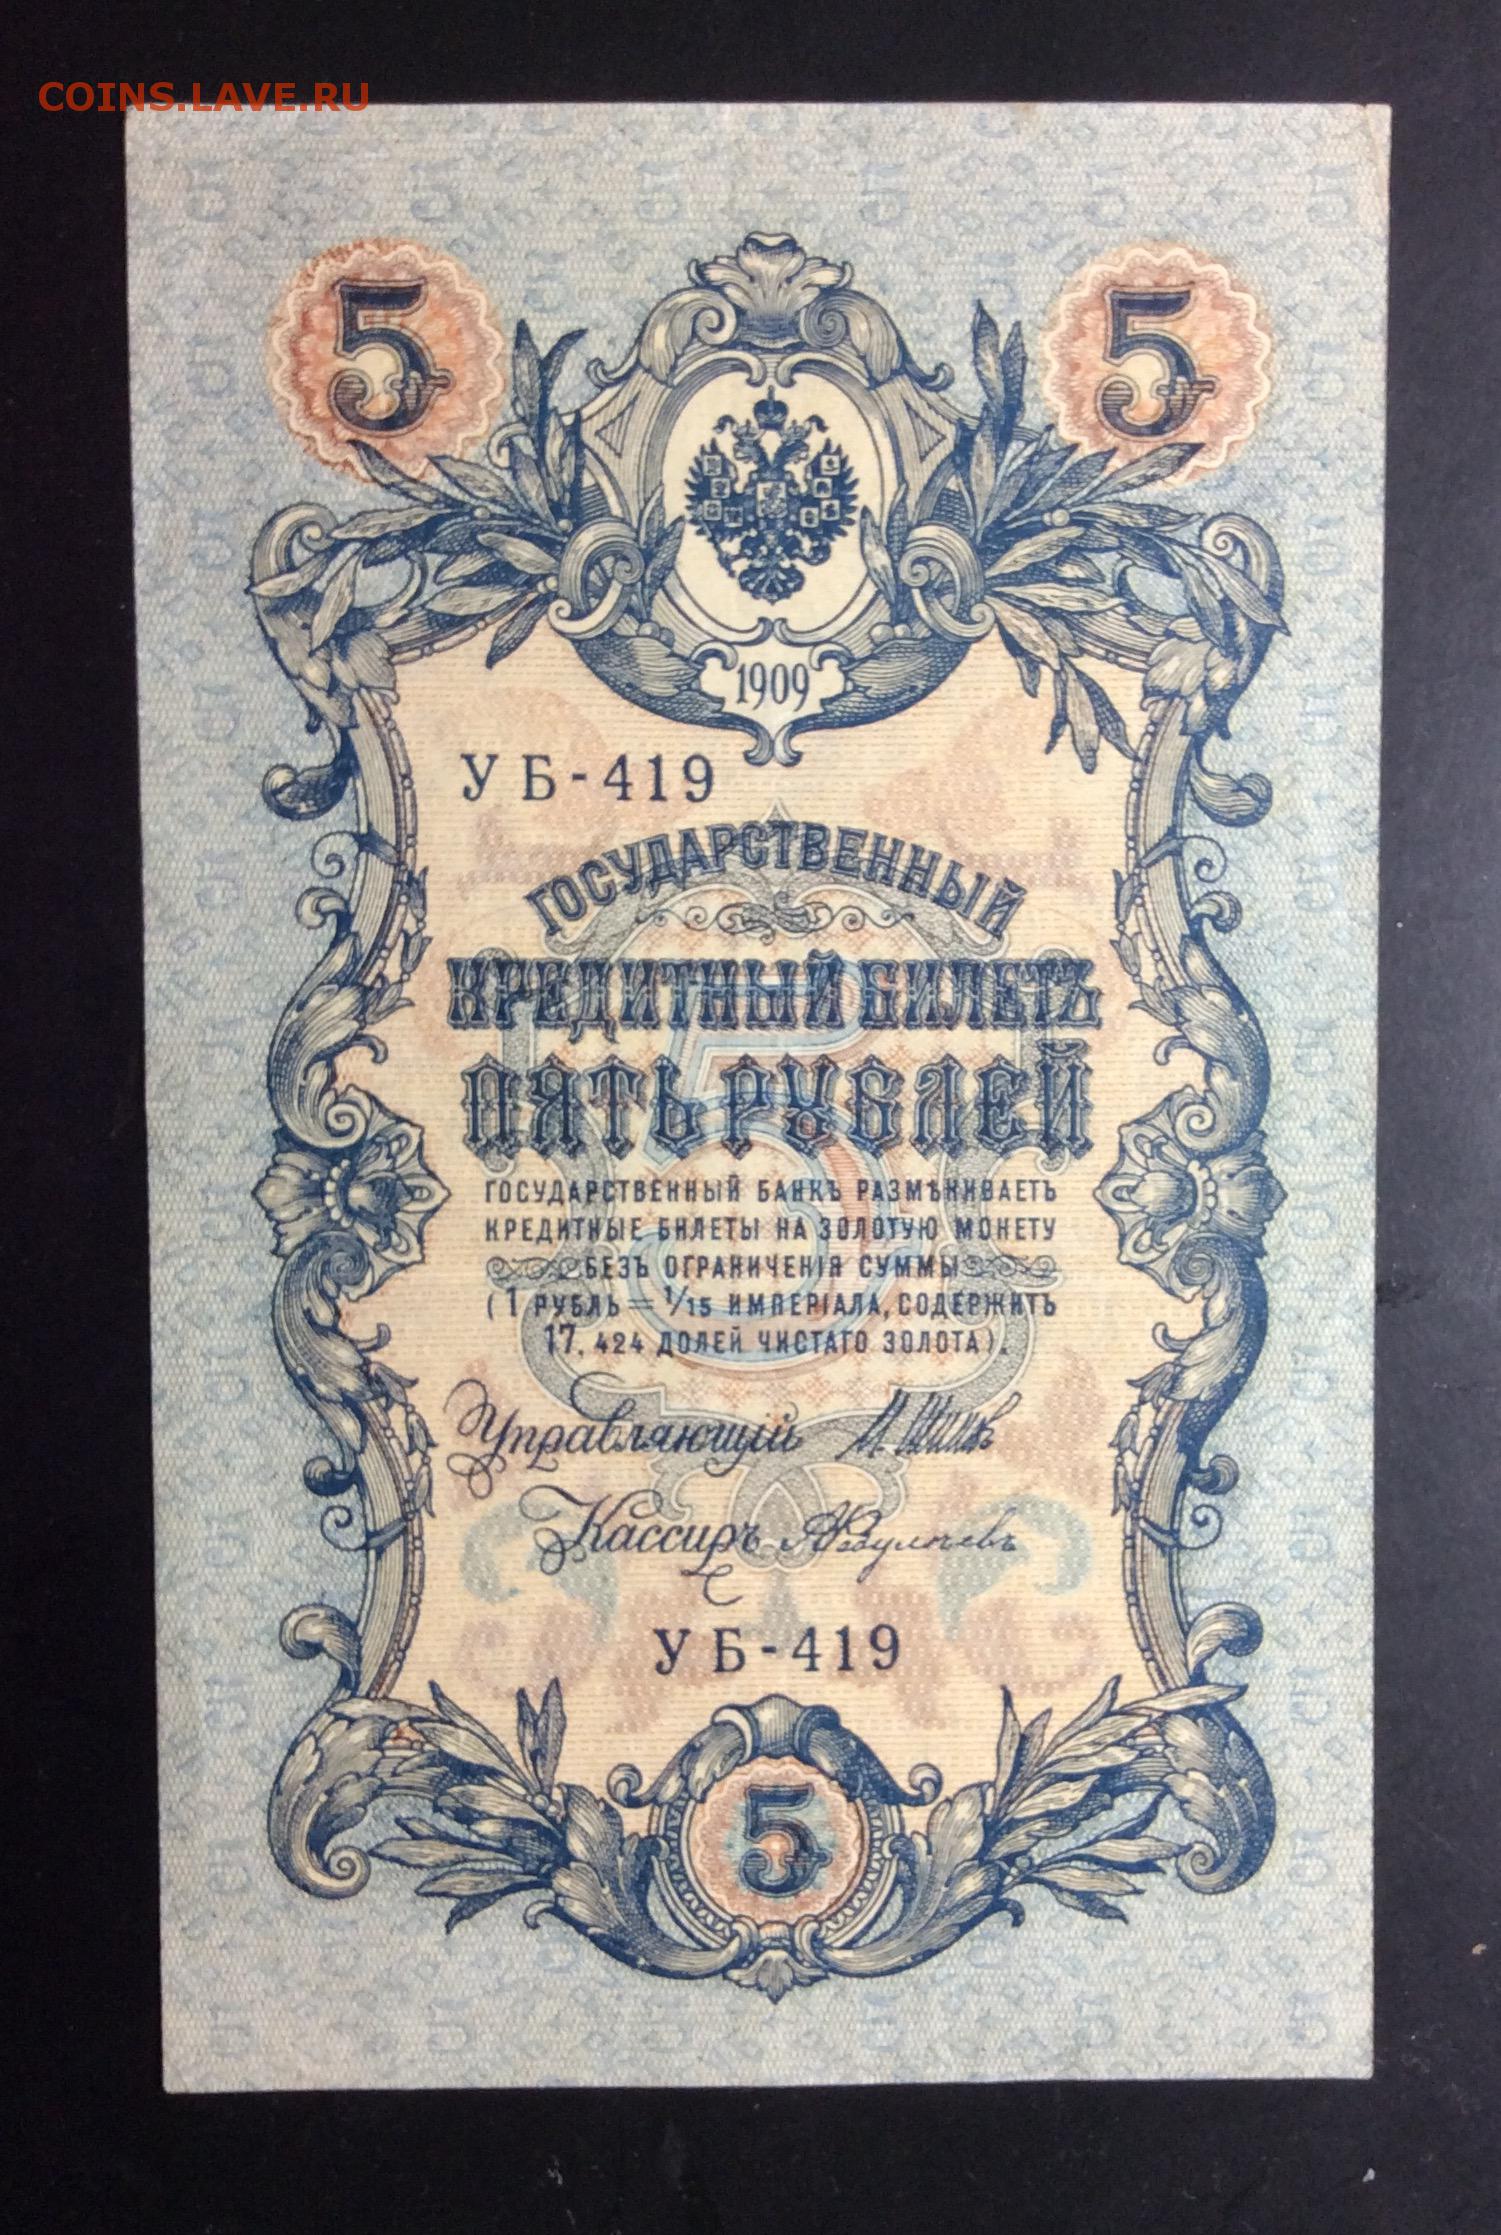 COINS.LAVE.RU
5 5
1909
УБ-419
ГОСУДАРСТВЕННЫЙ
КРЕДИТНЫЙ БИЛЕТЪ
ПЯТЬ РУБЛЕЙ
ГОСУДАРСТВЕННЫЙ БАНКЪ РАЗМѢНИВАЕТЪ
КРЕДИТНЫЕ БИЛЕТЫ НА ЗОЛОТУЮ МОНЕТУ
БЕЗЪ ОГРАНИЧЕНІЯ СУММЫ
(1 РУБЛЬ = 1/15 ИМПЕРІАЛА, СОДЕРЖИТЪ
17,424 ДОЛЕЙ ЧИСТАГО ЗОЛОТА).
Управляющій И. Шипов
Кассиръ
УБ-419
5